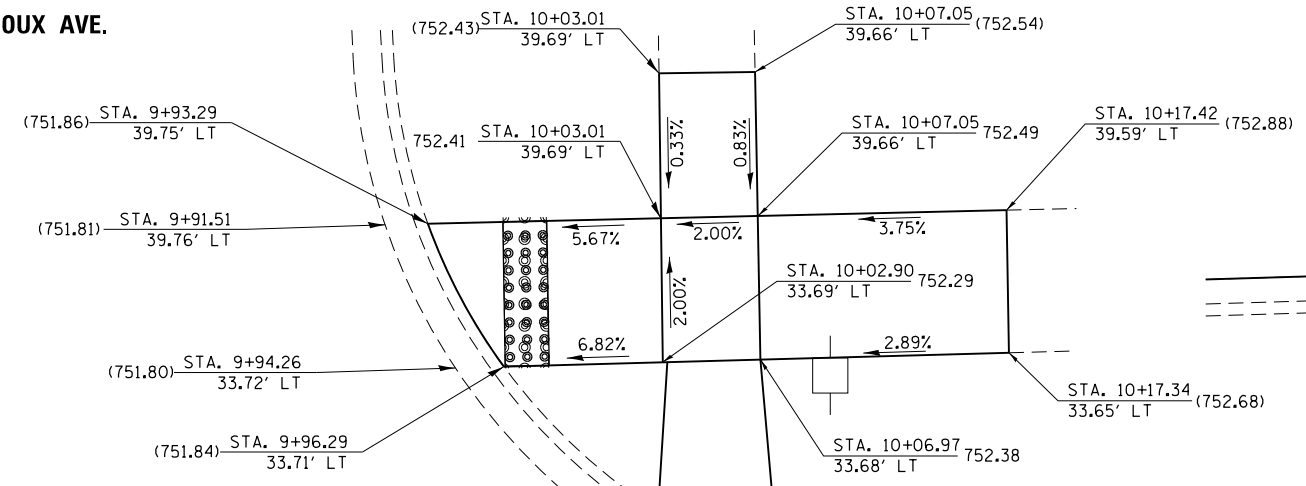 OUX AVE.
(752.43) STA. 10+03.01
39.69' LT
STA. 10+07.05 (752.54)
39.66' LT
(751.86) STA. 9+93.29
39.75' LT
752.41 STA. 10+03.01
39.69' LT
0.33%
0.83%
STA. 10+07.05 752.49
39.66' LT
STA. 10+17.42 (752.88)
39.59' LT
(751.81) STA. 9+91.51
39.76' LT
5.67%
2.00%
3.75%
2.00%
STA. 10+02.90 752.29
33.69' LT
6.82%
2.89%
(751.80) STA. 9+94.26
33.72' LT
STA. 10+17.34 (752.68)
33.65' LT
(751.84) STA. 9+96.29
33.71' LT
STA. 10+06.97 752.38
33.68' LT